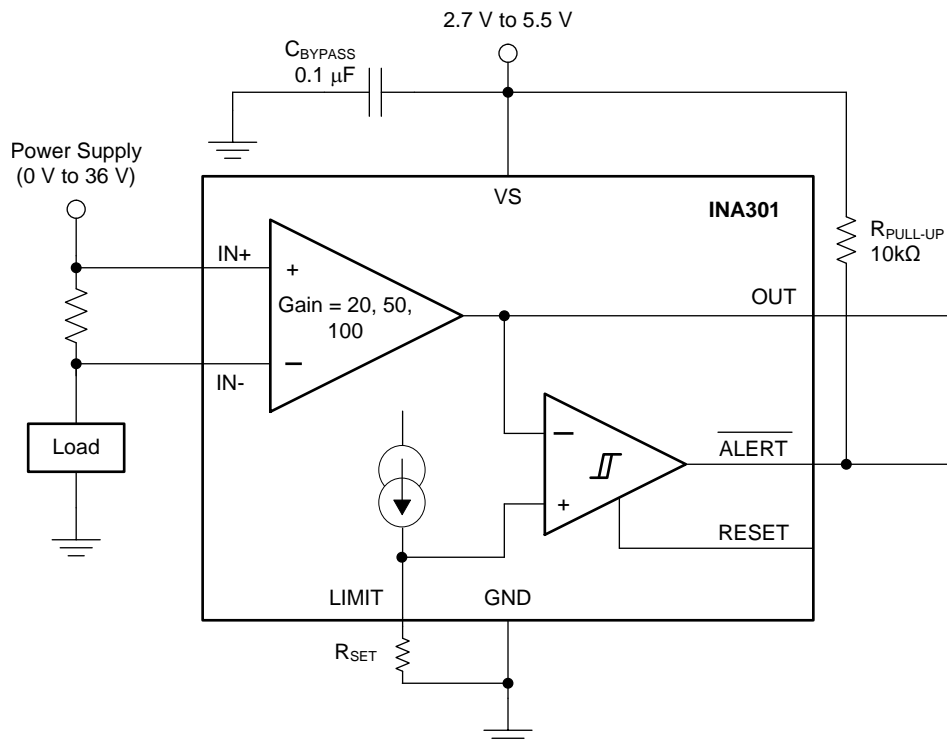 2.7 V to 5.5 V
CBYPASS
0.1 μF
Power Supply
(0 V to 36 V)
VS
INA301
RPULL-UP
10kΩ
IN+
+
Gain = 20, 50,
100
OUT
−
IN-
Load
−
ALERT
+
RESET
LIMIT
GND
RSET